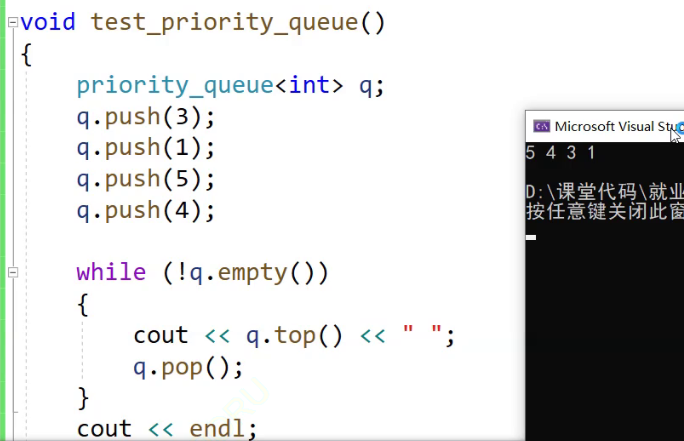 void test_priority_queue()
{
priority_queue<int> q;
q.push(3);
q.push(1);
q.push(5);
q.push(4);
while (!q.empty())
{
cout << q.top() << " ";
q.pop();
}
cout << endl;
Microsoft Visual
5 4 3 1
D:\课堂代码\就业
按任意键关闭此窗